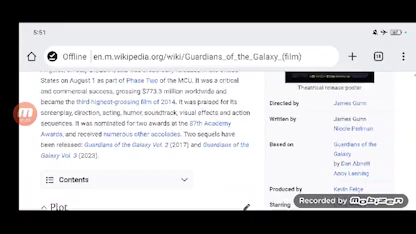 5:51
Offline en.m.wikipedia.org/wiki/Guardians_of_the_Galaxy_(film)
States on August 1 as part of Phase Two of the MCU. It was a critical
and commercial success, grossing $773.3 million worldwide and
became the third highest-grossing film of 2014. It was praised for its
screenplay, direction, acting, humor, soundtrack, visual effects and action
sequences. It was nominated for two awards at the 87th Academy
Awards, and received numerous other accolades. Two sequels have
been released: Guardians of the Galaxy Vol. 2 (2017) and Guardians of the
Galaxy Vol. 3 (2023).
Contents
Plot
Theatrical release poster
Directed by James Gunn
Written by James Gunn
Nicole Perlman
Based on Guardians of the
Galaxy
by Dan Abnett
Andy Lanning
Produced by Kevin Feige
Starring
Recorded by Mobizen